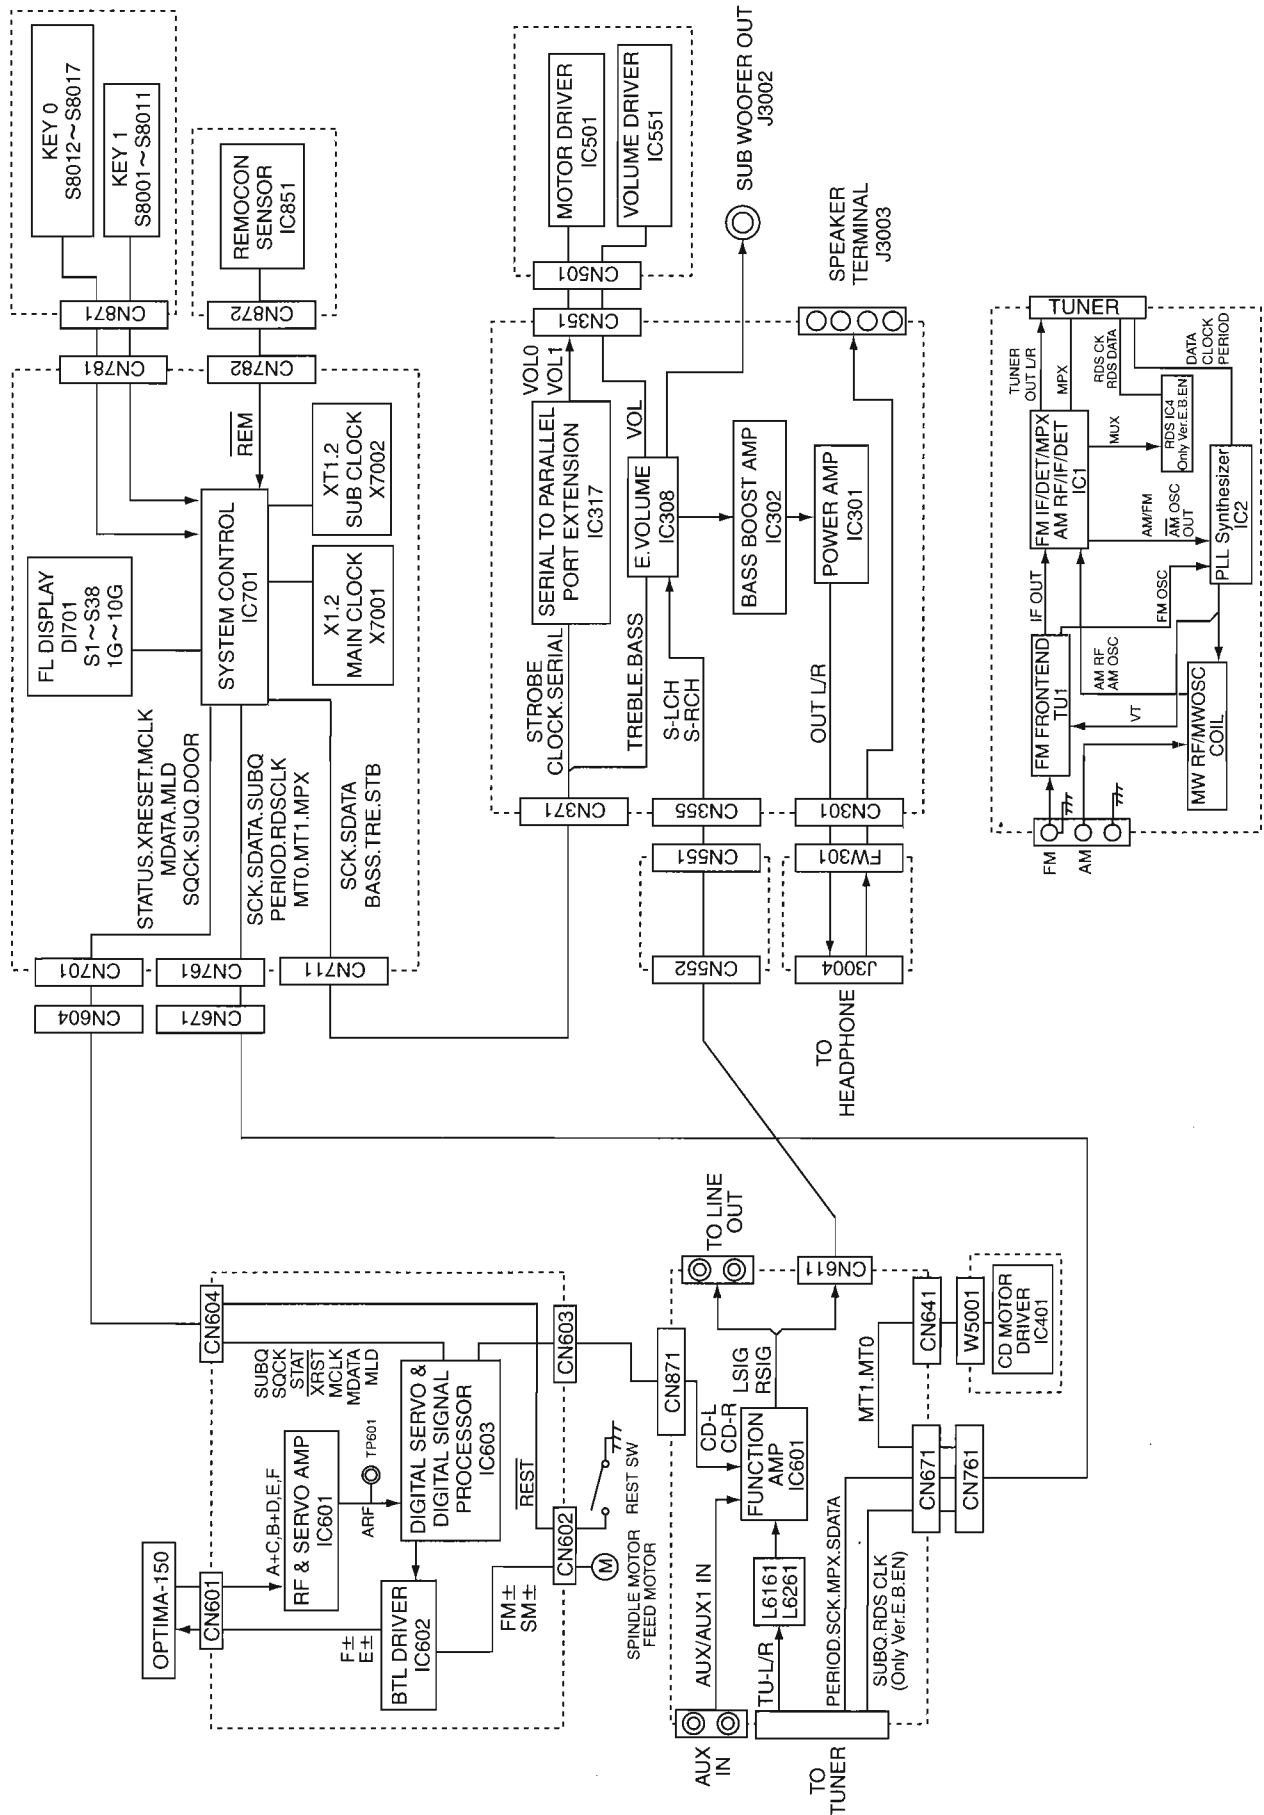 KEY 0
S8012~S8017
KEY 1
S8001~S8011
CN871
CN781
REMOCON
SENSOR
IC851
CN872
CN782
REM
FL DISPLAY
DI701
S1~S38
1G~10G
SYSTEM CONTROL
IC701
XT1.2
SUB CLOCK
X7002
X1.2
MAIN CLOCK
X7001
STATUS.XRESET.MCLK
MDATA.MLD
SQCK.SUQ.DOOR
SCK.SDATA.SUBQ
PERIOD.RDSCLK
MT0.MT1.MPX
SCK.SDATA
BASS.TRE.STB
CN701
CN761
CN711
CN604
CN671
MOTOR DRIVER
IC501
VOLUME DRIVER
IC551
CN501
CN351
SUB WOOFER OUT
J3002
SPEAKER
TERMINAL
J3003
VOL0
VOL1
VOL
SERIAL TO PARALLEL
PORT EXTENSION
IC317
E.VOLUME
IC308
BASS BOOST AMP
IC302
POWER AMP
IC301
STROBE
CLOCK.SERIAL
TREBLE.BASS
S-LCH
S-RCH
OUT L/R
CN371
CN355
CN301
CN551
FW301
CN552
J3004
TO
HEADPHONE
TUNER
TUNER
OUT L/R
MPX
RDS CK
RDS DATA
DATA
CLOCK
PERIOD
FM IF/DET/MPX
AM RF/IF/DET
IC1
MUX
RDS IC4
Only Ver.E.B.EN
AM/FM
AM OSC
OUT
PLL Synthesizer
IC2
IF OUT
FM OSC
FM FRONTEND
TU1
AM RF
AM OSC
VT
MW RF/MWOSC
COIL
FM
AM
OPTIMA-150
CN601
CN604
A+C,B+D,E,F
RF & SERVO AMP
IC601
SUBQ
SQCK
STAT
XRST
MCLK
MDATA
MLD
TP601
ARF
DIGITAL SERVO &
DIGITAL SIGNAL
PROCESSOR
IC603
F±
E±
BTL DRIVER
IC602
FM±
SM±
REST
CN602
CN603
M
SPINDLE MOTOR
FEED MOTOR
REST SW
TO LINE
OUT
CN611
CN871
CD-L
CD-R
LSIG
RSIG
FUNCTION
AMP
IC601
AUX/AUX1 IN
L6161
L6261
TU-L/R
PERIOD.SCK.MPX.SDATA
SUBQ.RDS CLK
(Only Ver.E.B.EN)
MT1.MT0
CN641
W5001
CD MOTOR
DRIVER
IC401
CN671
CN761
AUX
IN
TO
TUNER